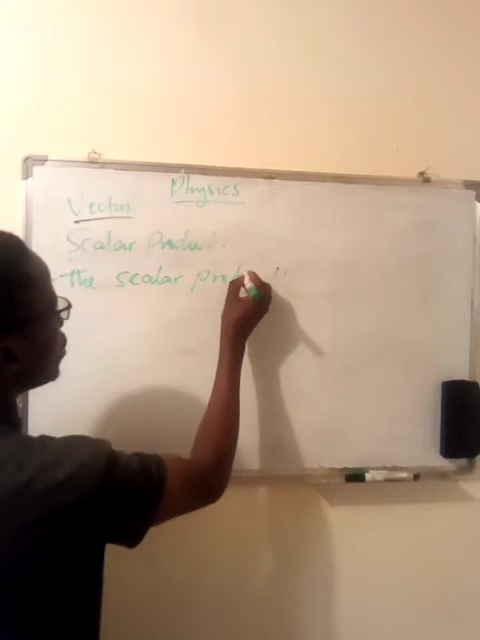 Physics
Vectors
Scalar Product.
the scalar prod